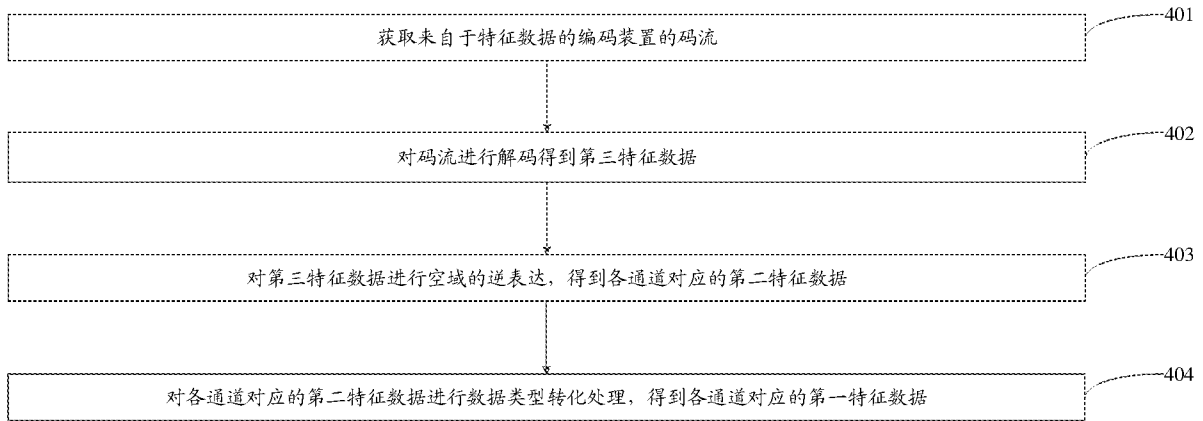 获取来自于特征数据的编码装置的码流
401
对码流进行解码得到第三特征数据
402
对第三特征数据进行空域的逆表达，得到各通道对应的第二特征数据
403
对各通道对应的第二特征数据进行数据类型转化处理，得到各通道对应的第一特征数据
404